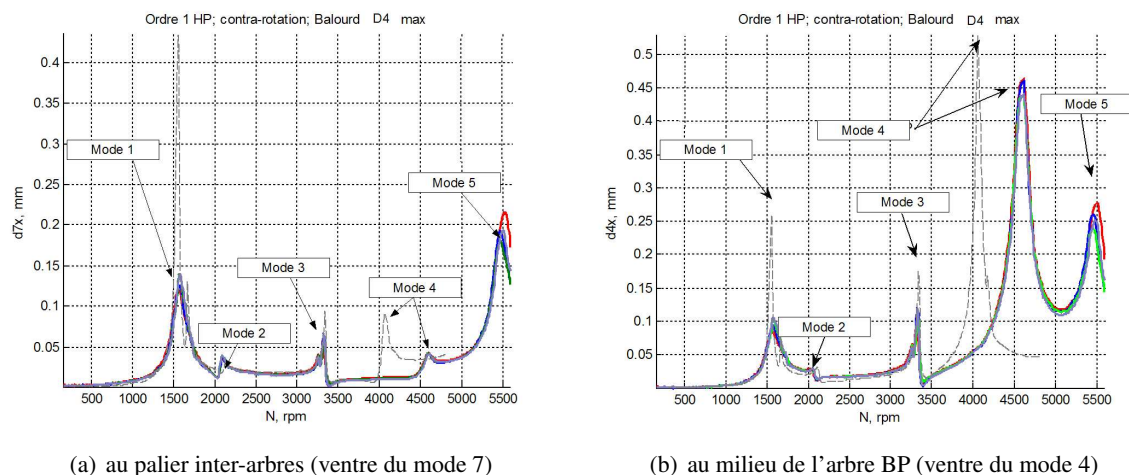 Ordre 1 HP; contra-rotation; Balourd D4 max
d7x, mm
0.4
0.35
0.3
0.25
0.2
0.15
0.1
0.05
Mode 1
Mode 2
Mode 3
Mode 4
Mode 5
500 1000 1500 2000 2500 3000 3500 4000 4500 5000 5500
N, rpm
(a) au palier inter-arbres (ventre du mode 7)
Ordre 1 HP; contra-rotation; Balourd D4 max
d4x, mm
0.5
0.45
0.4
0.35
0.3
0.25
0.2
0.15
0.1
0.05
Mode 4
Mode 5
Mode 1
Mode 3
Mode 2
500 1000 1500 2000 2500 3000 3500 4000 4500 5000 5500
N, rpm
(b) au milieu de l'arbre BP (ventre du mode 4)